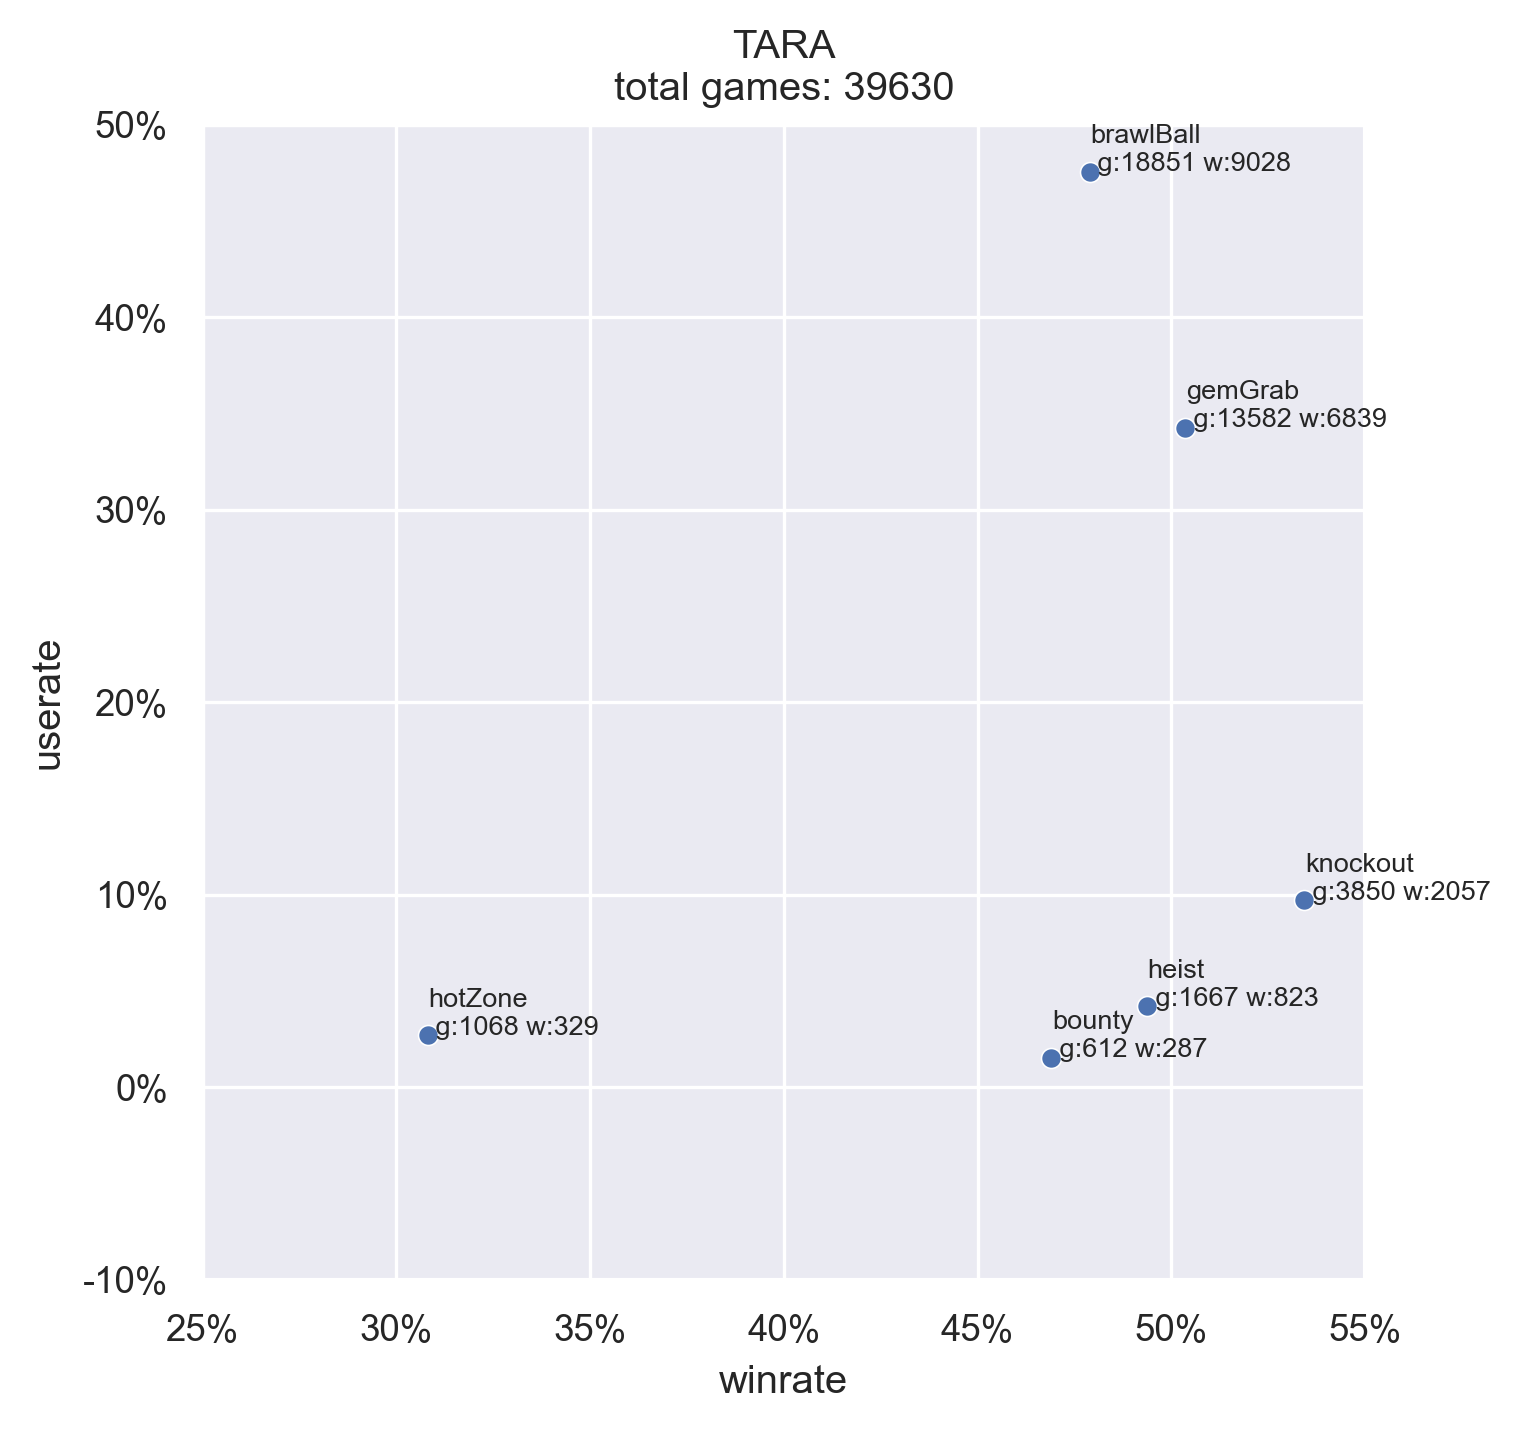 TARA
total games: 39630
50%
40%
30%
20%
10%
0%
-10%
userate
brawlBall
g:18851 w:9028
gemGrab
g:13582 w:6839
knockout
g:3850 w:2057
heist
g:1667 w:823
hotZone
g:1068 w:329
bounty
g:612 w:287
25% 30% 35% 40% 45% 50% 55%
winrate